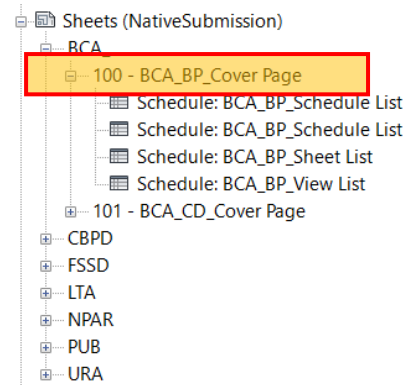 Sheets (NativeSubmission)
BCA_
100 - BCA_BP_Cover Page
Schedule: BCA_BP_Schedule List
Schedule: BCA_BP_Schedule List
Schedule: BCA_BP_Sheet List
Schedule: BCA_BP_View List
101 - BCA_CD_Cover Page
CBPD
FSSD
LTA
NPAR
PUB
URA